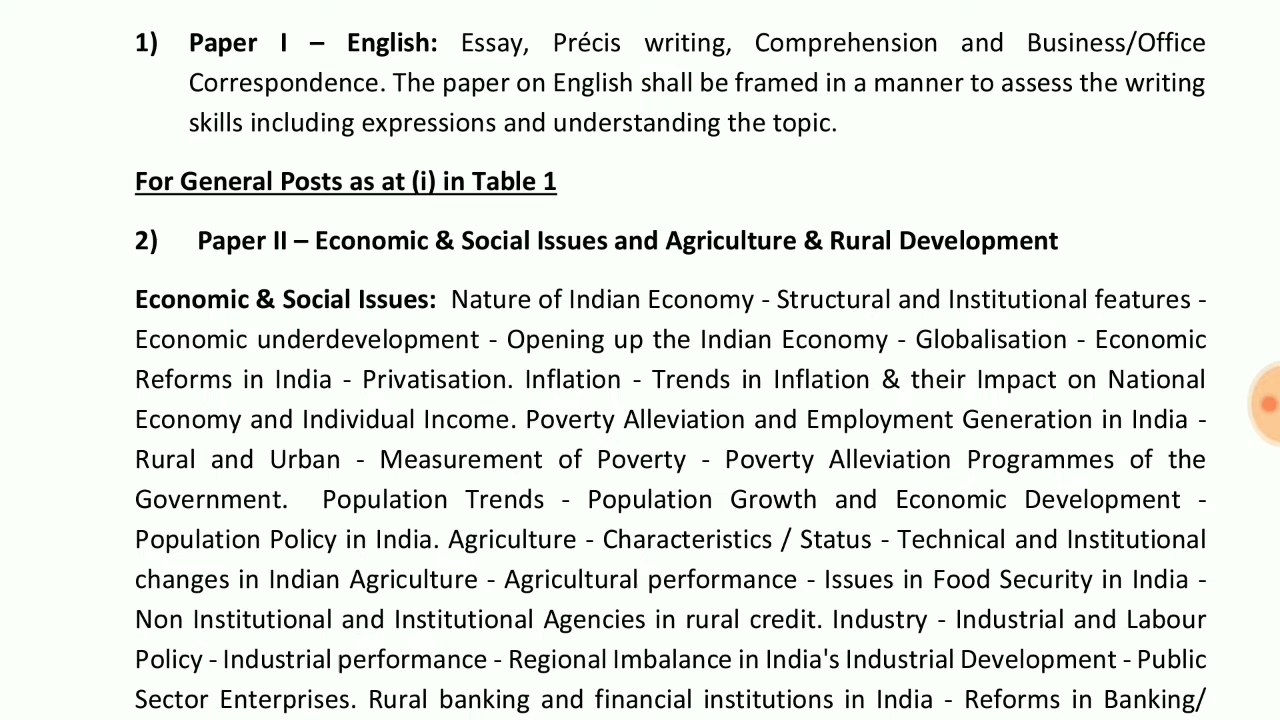 1) Paper I – English: Essay, Précis writing, Comprehension and Business/Office
Correspondence. The paper on English shall be framed in a manner to assess the writing
skills including expressions and understanding the topic.
For General Posts as at (i) in Table 1
2) Paper II – Economic & Social Issues and Agriculture & Rural Development
Economic & Social Issues: Nature of Indian Economy - Structural and Institutional features -
Economic underdevelopment - Opening up the Indian Economy - Globalisation - Economic
Reforms in India - Privatisation. Inflation - Trends in Inflation & their Impact on National
Economy and Individual Income. Poverty Alleviation and Employment Generation in India -
Rural and Urban - Measurement of Poverty - Poverty Alleviation Programmes of the
Government. Population Trends - Population Growth and Economic Development -
Population Policy in India. Agriculture - Characteristics / Status - Technical and Institutional
changes in Indian Agriculture - Agricultural performance - Issues in Food Security in India -
Non Institutional and Institutional Agencies in rural credit. Industry - Industrial and Labour
Policy - Industrial performance - Regional Imbalance in India's Industrial Development - Public
Sector Enterprises. Rural banking and financial institutions in India - Reforms in Banking/